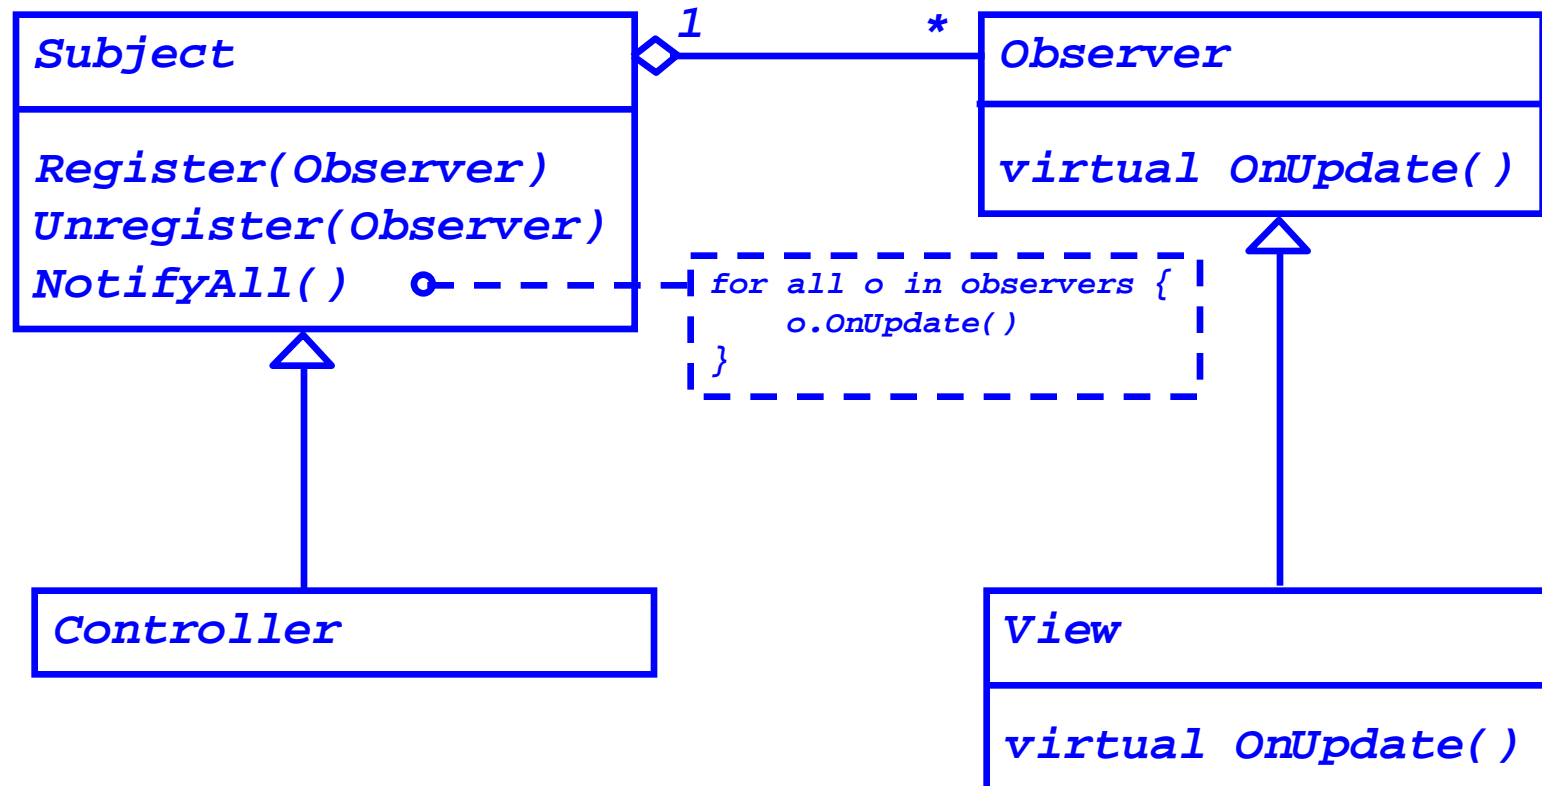 Subject
1
*
Observer
Register(Observer)
Unregister(Observer)
NotifyAll()
virtual OnUpdate()
for all o in observers {
o.OnUpdate()
}
Controller
View
virtual OnUpdate()